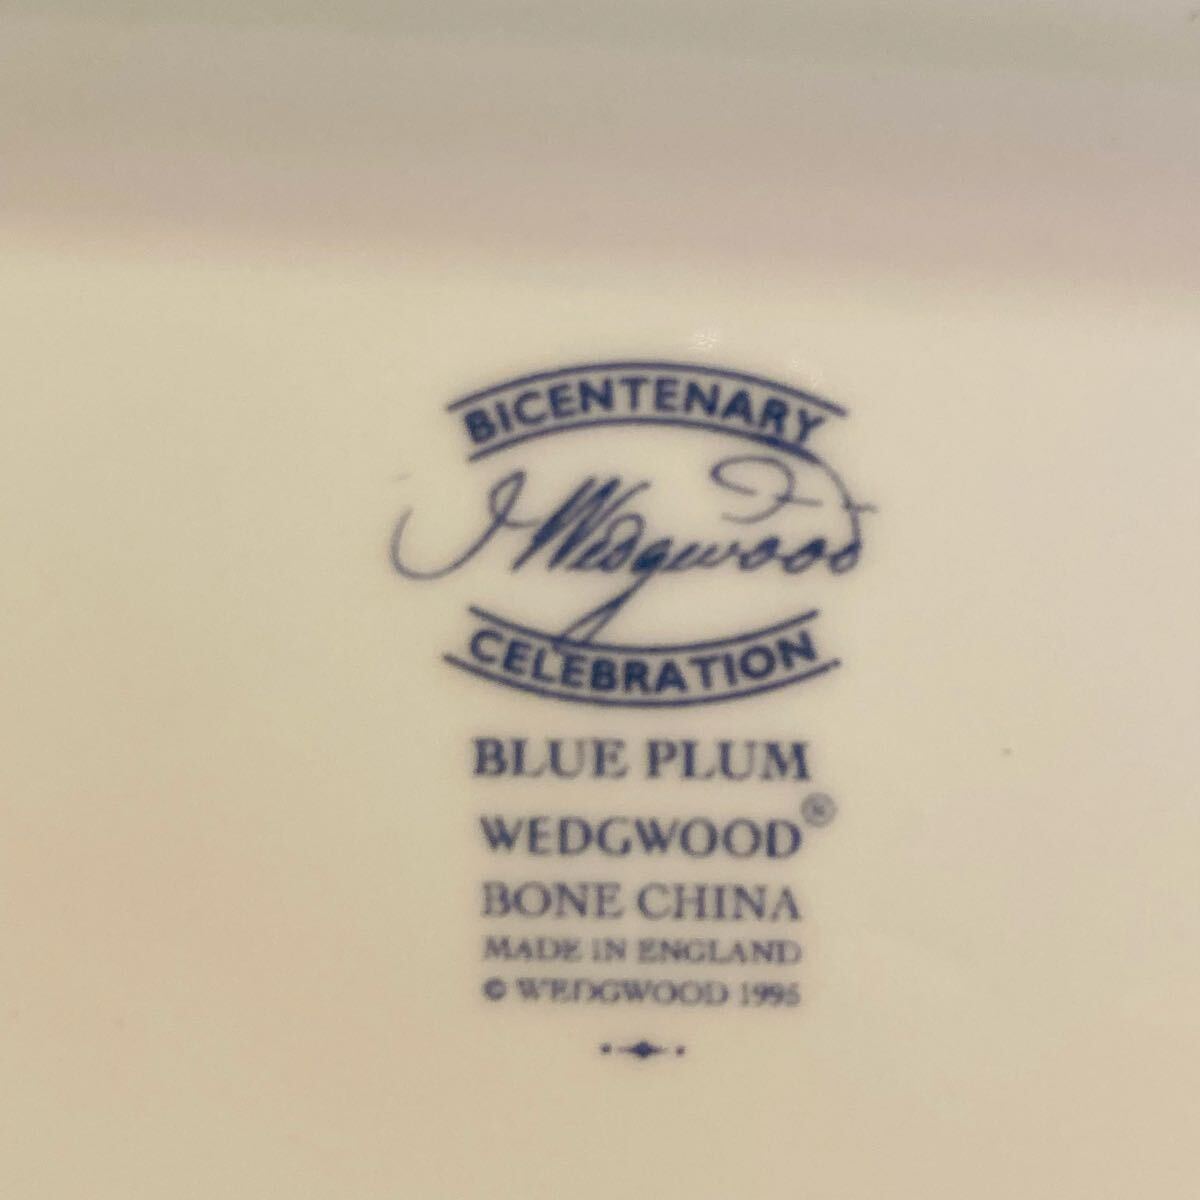 BICENTENARY
J Wedgwood
CELEBRATION
BLUE PLUM
WEDGWOOD®
BONE CHINA
MADE IN ENGLAND
© WEDGWOOD 1995